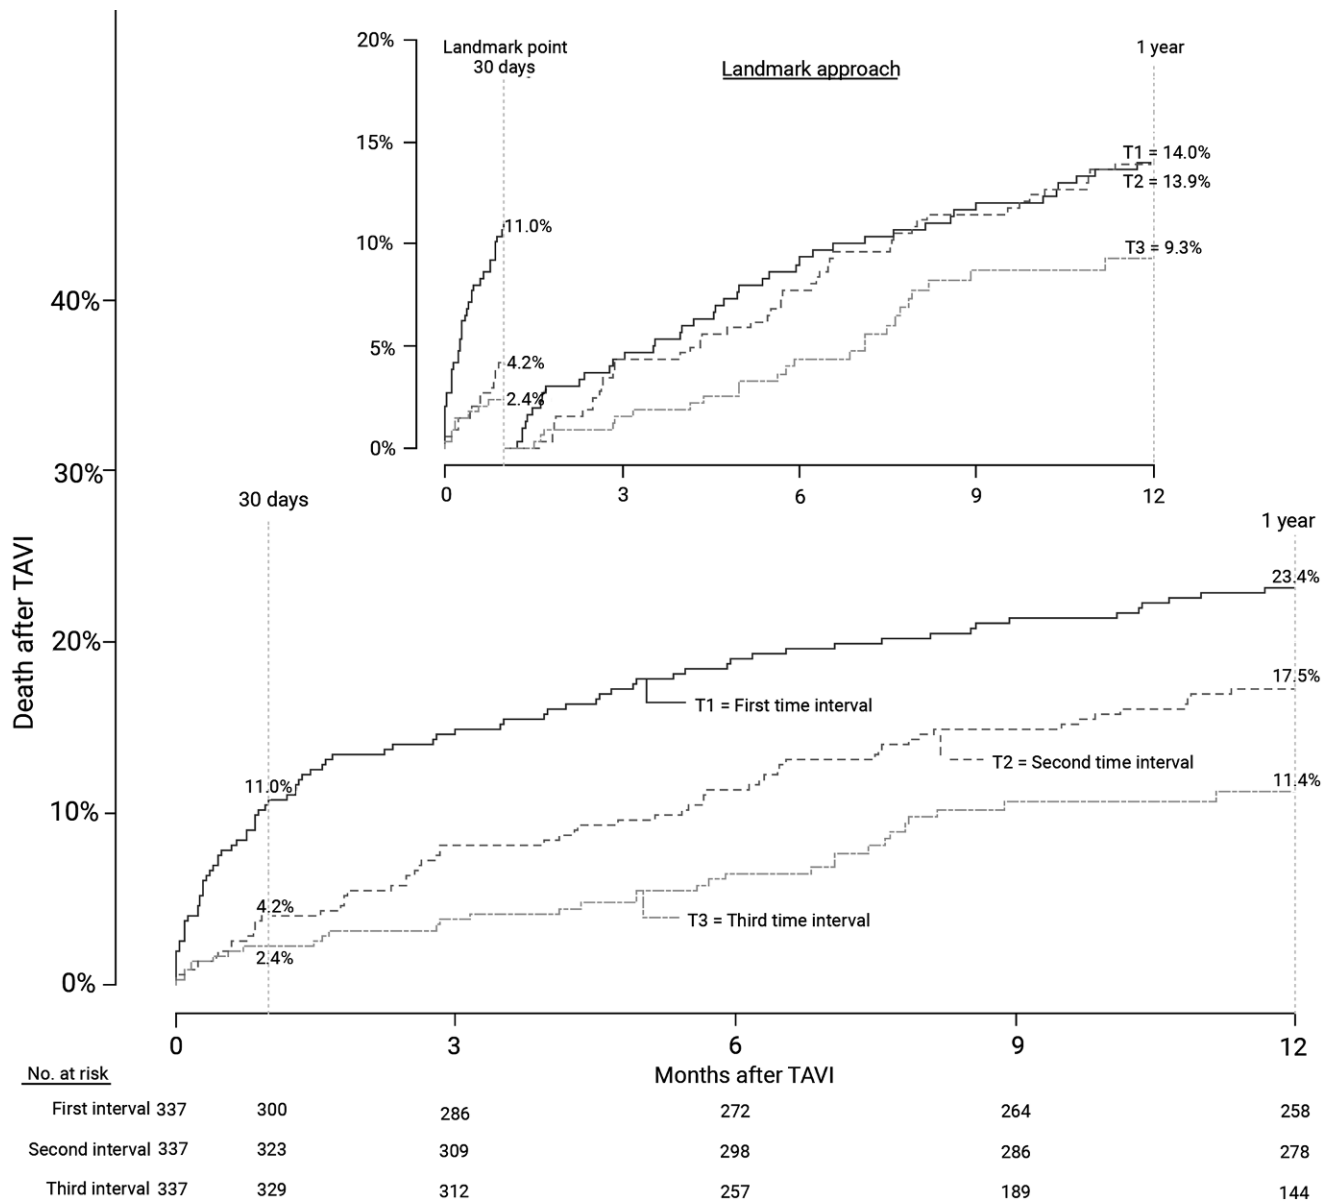 20%
Landmark point
30 days
Landmark approach
1 year
15%
T1 = 14.0%
T2 = 13.9%
11.0%
10%
T3 = 9.3%
40%
5%
4.2%
2.4%
0%
0
3
6
9
12
30%
30 days
1 year
Death after TAVI
23.4%
20%
17.5%
T1 = First time interval
T2 = Second time interval
11.0%
11.4%
10%
4.2%
T3 = Third time interval
2.4%
0%
0
3
6
9
12
Months after TAVI
No. at risk
First interval 337 300 286 272 264 258
Second interval 337 323 309 298 286 278
Third interval 337 329 312 257 189 144